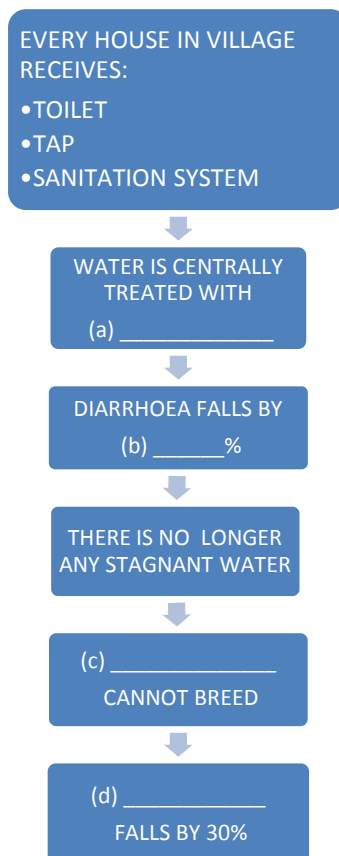 EVERY HOUSE IN VILLAGE
RECEIVES:
•TOILET
•TAP
•SANITATION SYSTEM
WATER IS CENTRALLY
TREATED WITH
(a) ______________
DIARRHOEA FALLS BY
(b) ______%
THERE IS NO LONGER
ANY STAGNANT WATER
(c) _______________
CANNOT BREED
(d) _____________
FALLS BY 30%